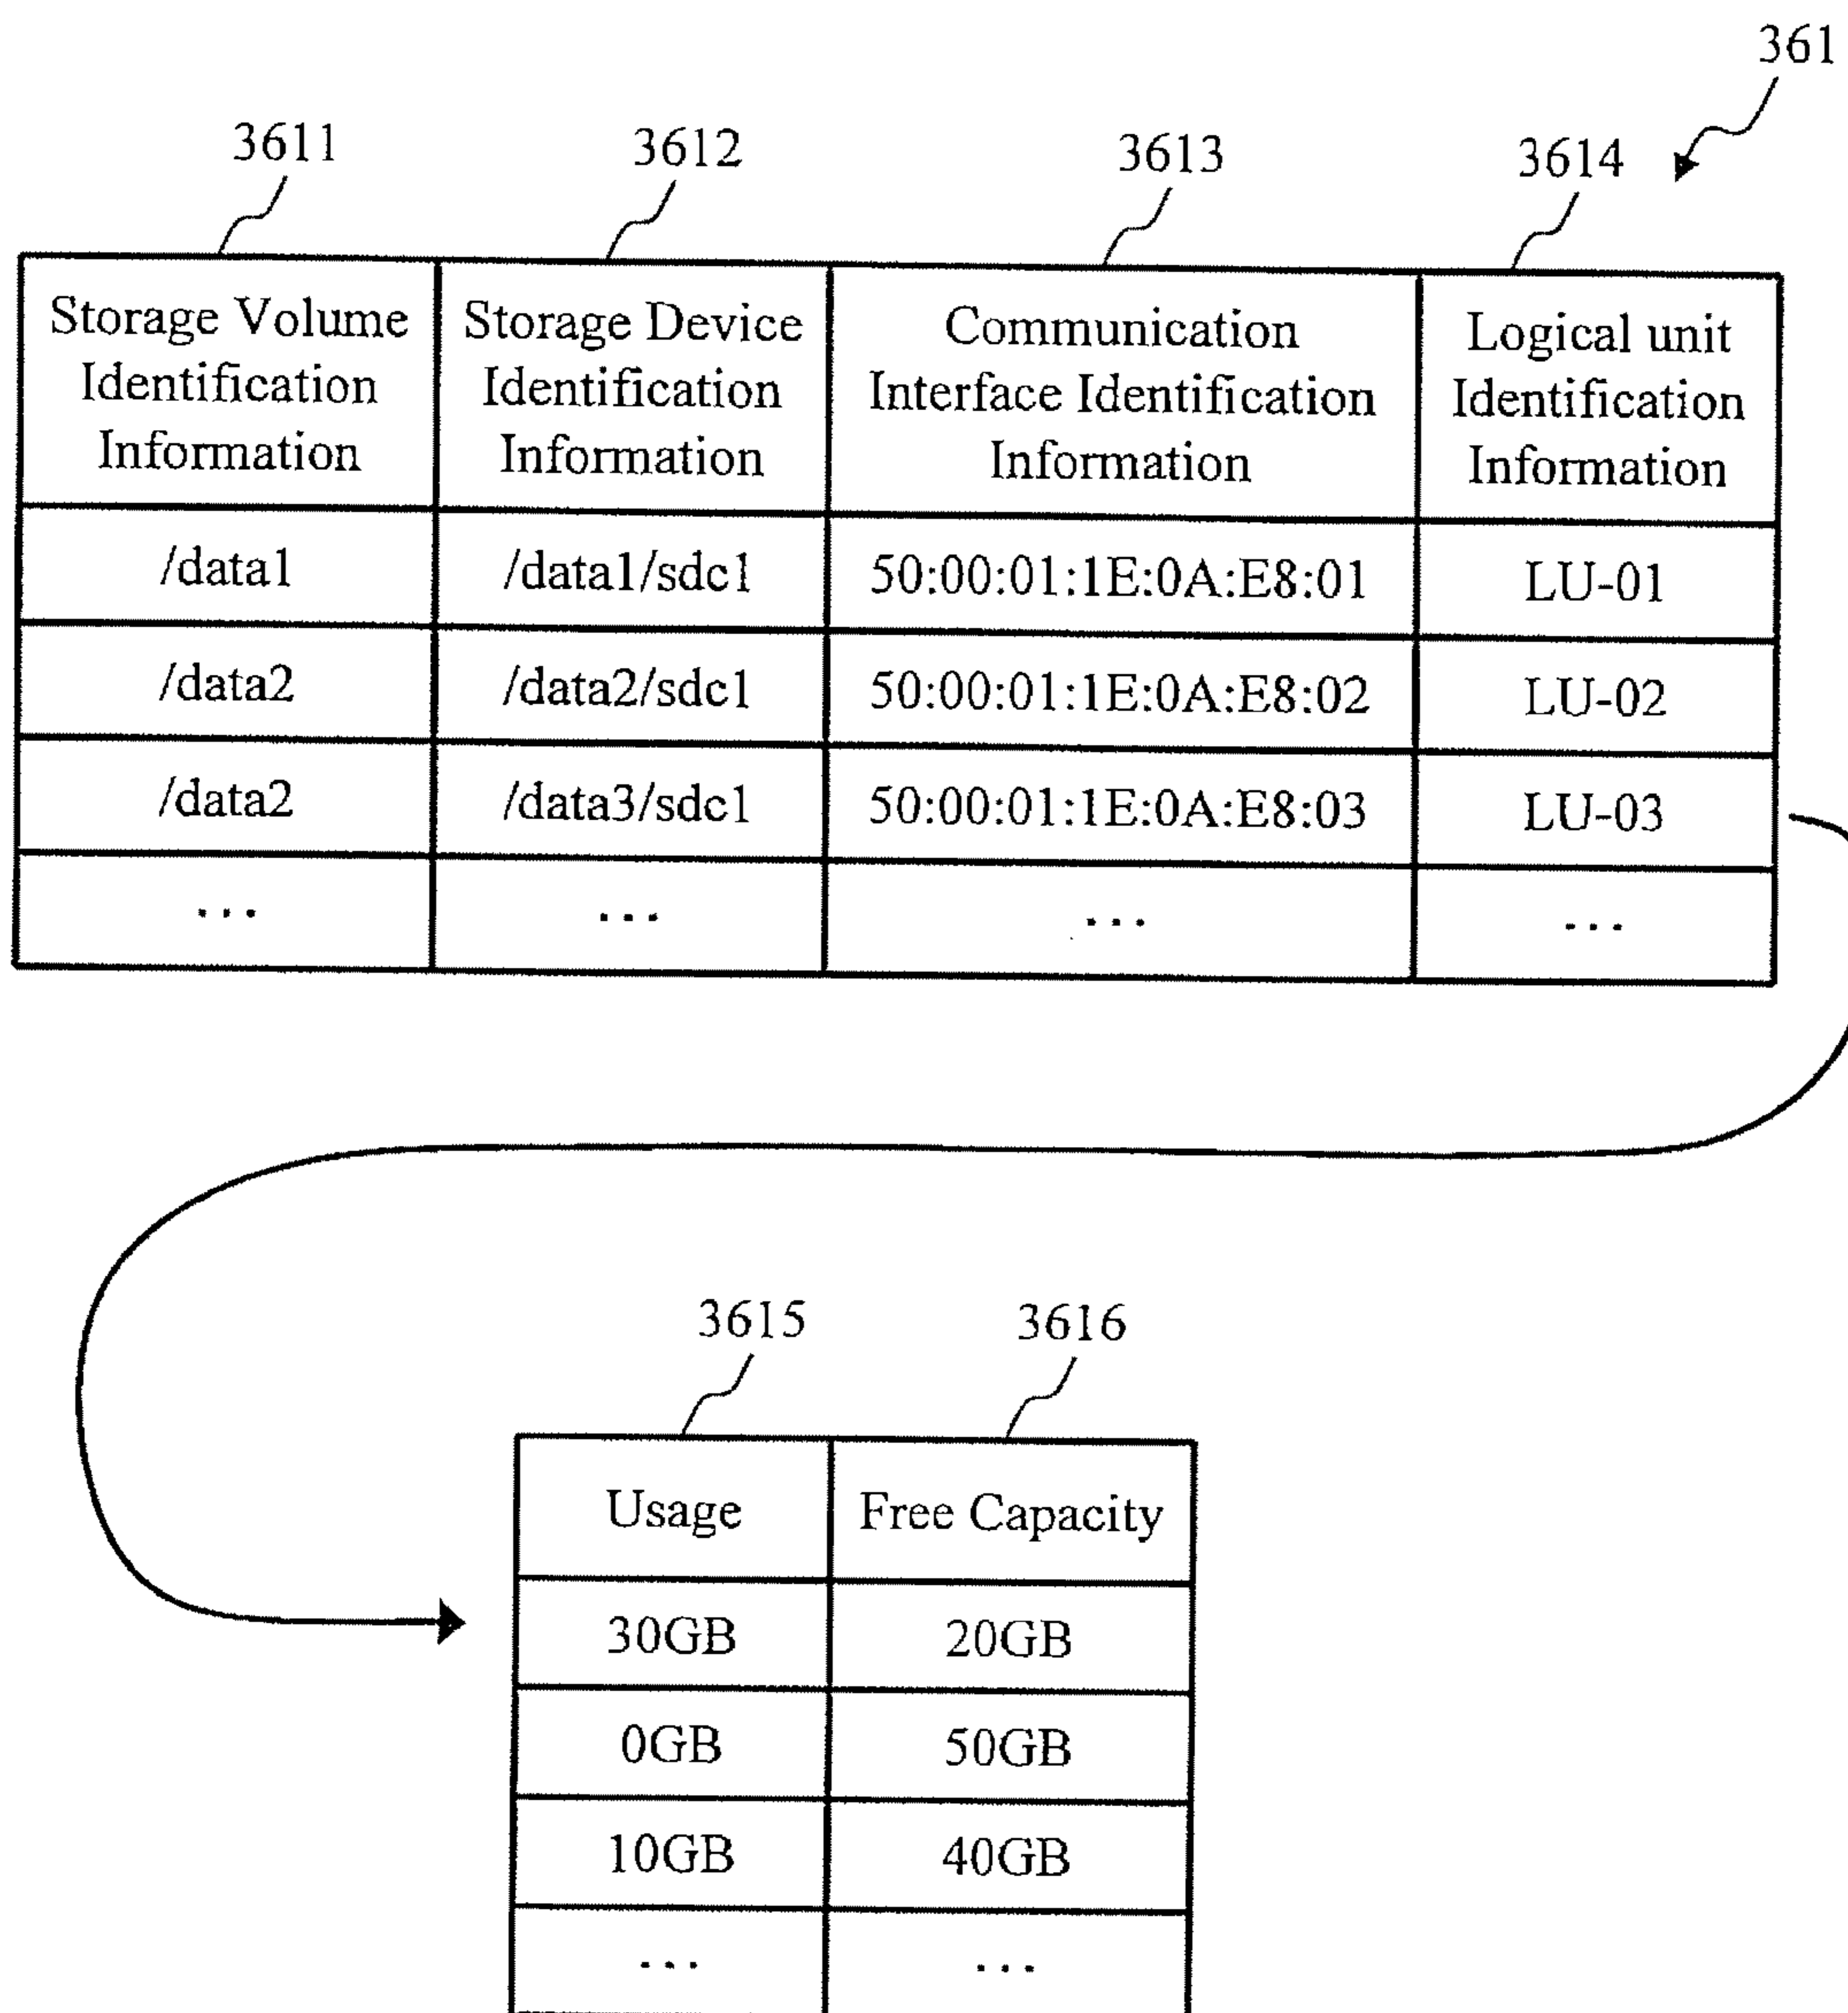 361
3611 3612 3613 3614
Storage Volume Identification Information Storage Device Identification Information Communication Interface Identification Information Logical unit Identification Information
/data1 /data1/sdc1 50:00:01:1E:0A:E8:01 LU-01
/data2 /data2/sdc1 50:00:01:1E:0A:E8:02 LU-02
/data2 /data3/sdc1 50:00:01:1E:0A:E8:03 LU-03
... ... ... ...
3615 3616
Usage Free Capacity
30GB 20GB
0GB 50GB
10GB 40GB
... ...